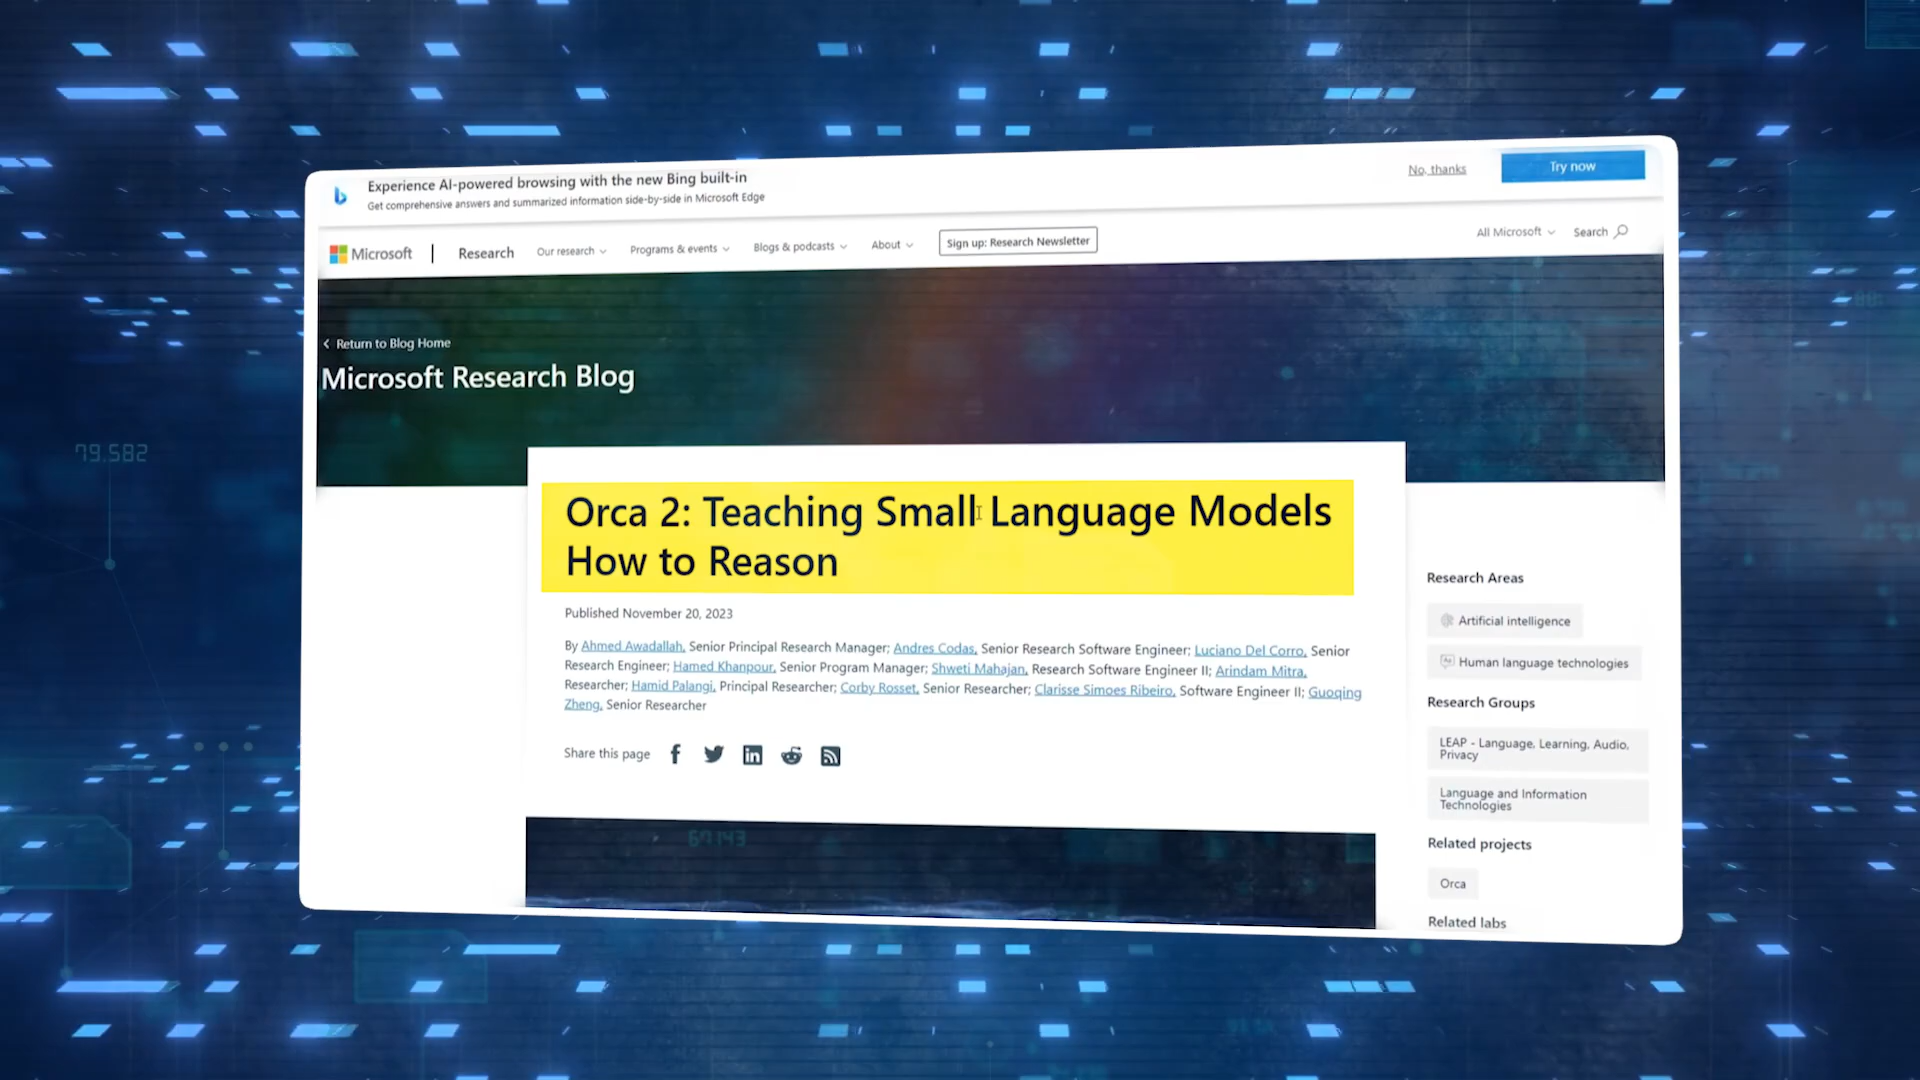 Experience AI-powered browsing with the new Bing built-in
Get comprehensive answers and summarized information side-by-side in Microsoft Edge
No, thanks
Try now
Microsoft
Research
Our research
Programs & events
Blogs & podcasts
About
Sign up: Research Newsletter
All Microsoft
Search
Return to Blog Home
Microsoft Research Blog
79.582
Orca 2: Teaching Small Language Models
How to Reason
Published November 20, 2023
By Ahmed Awadallah, Senior Principal Research Manager; Andres Codas, Senior Research Software Engineer; Luciano Del Corro, Senior
Research Engineer; Hamed Khanpour, Senior Program Manager; Shweti Mahajan, Research Software Engineer II; Arindam Mitra,
Researcher; Hamid Palangi, Principal Researcher; Corby Rosset, Senior Researcher; Clarisse Simoes Ribeiro, Software Engineer II; Guoqing
Zheng, Senior Researcher
Share this page
Research Areas
Artificial intelligence
Human language technologies
Research Groups
LEAP - Language, Learning, Audio,
Privacy
Language and Information
Technologies
Related projects
Orca
Related labs